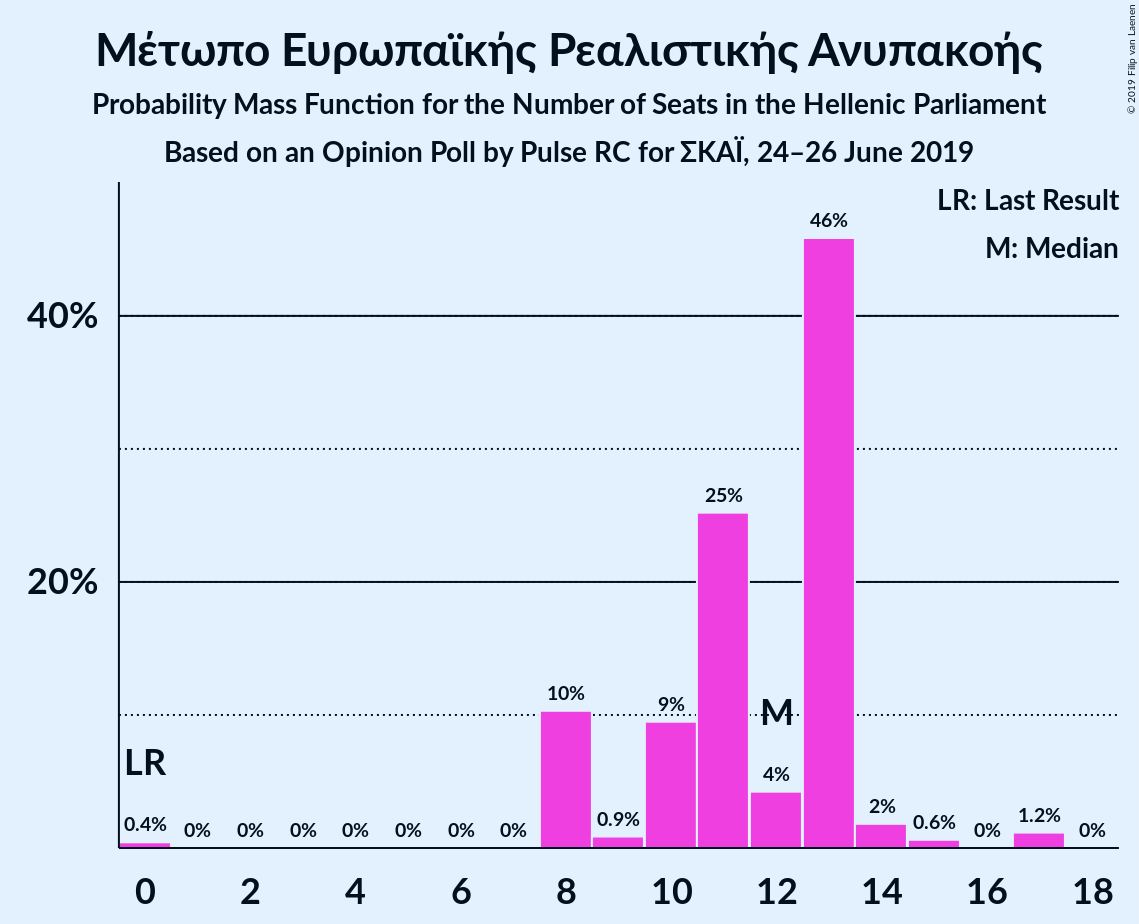 Μέτωπο Ευρωπαϊκής Ρεαλιστικής Ανυπακοής
Probability Mass Function for the Number of Seats in the Hellenic Parliament
Based on an Opinion Poll by Pulse RC for ΣΚΑΪ, 24–26 June 2019
© 2019 Filip van Laenen
LR: Last Result
M: Median
46%
40%
25%
20%
10%
9%
M
LR
4%
2%
0.4%
0%
0%
0%
0%
0%
0%
0%
0.9%
0.6%
0%
1.2%
0%
0 2 4 6 8 10 12 14 16 18